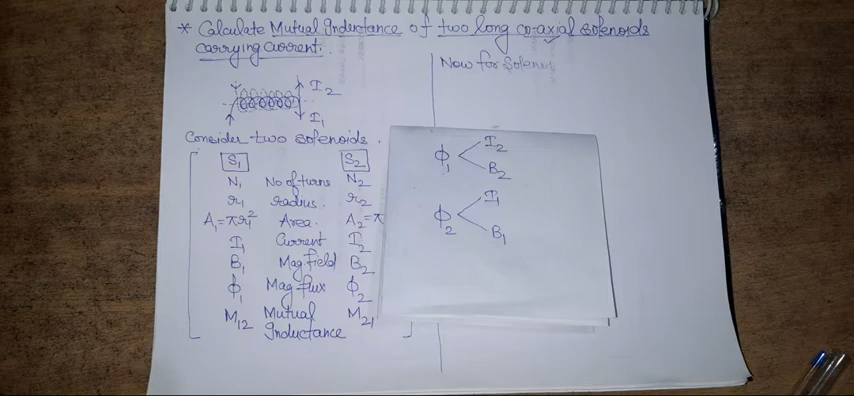 * Calculate Mutual Inductance of two long co-axial solenoids
carrying current.
I2
I1
Consider two solenoids.
S1 S2
N1 No of turns N2
r1 radius. r2
A1=πr1² Area. A2=π
I1 Current I2
B1 Mag field B2
ϕ1 Mag flux ϕ2
M12 Mutual M21
Inductance
Now for
ϕ1 < I2
B2
ϕ2 < I1
B1